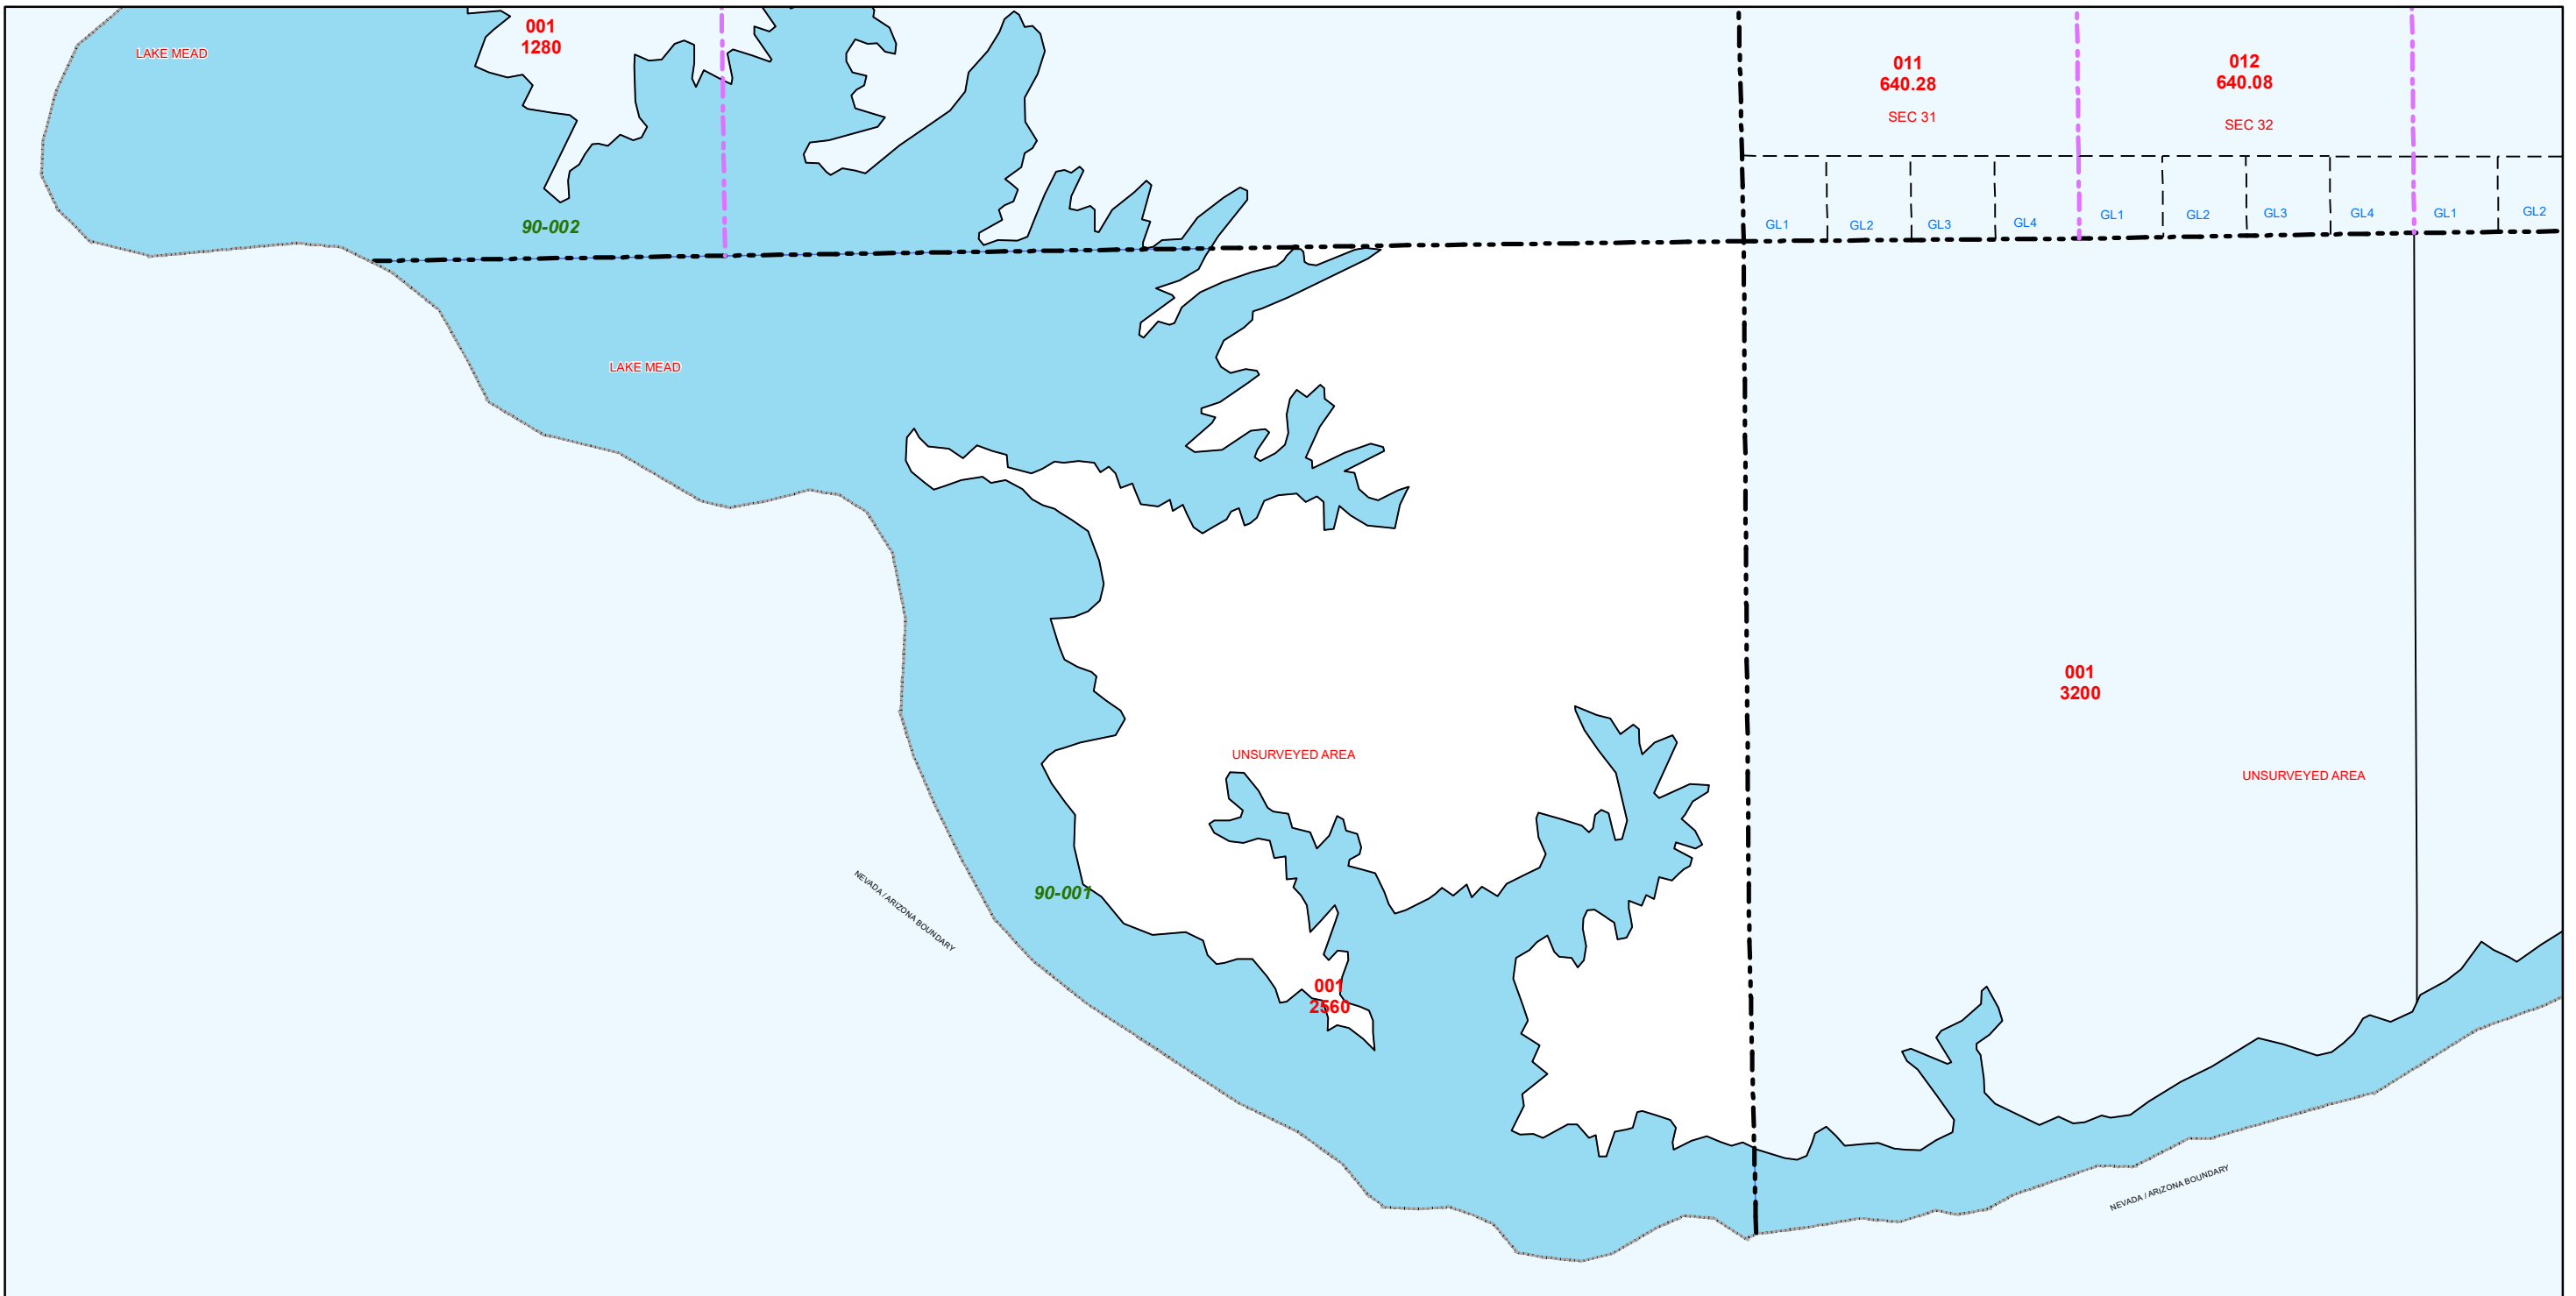 001
1280
LAKE MEAD
011
640.28
SEC 31
012
640.08
SEC 32
90-002
GL1
GL2
GL3
GL4
GL1
GL2
GL3
GL4
GL1
GL2
LAKE MEAD
001
3200
UNSURVEYED AREA
UNSURVEYED AREA
90-001
NEVADA / ARIZONA BOUNDARY
001
2560
NEVADA / ARIZONA BOUNDARY